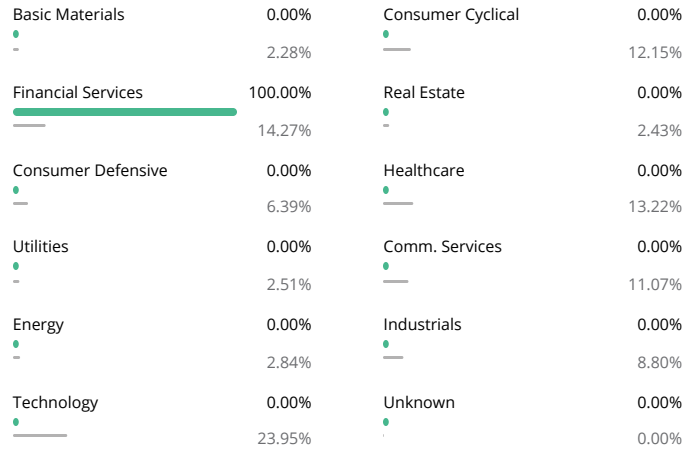 Basic Materials 0.00%
2.28%
Consumer Cyclical 0.00%
12.15%
Financial Services 100.00%
14.27%
Real Estate 0.00%
2.43%
Consumer Defensive 0.00%
6.39%
Healthcare 0.00%
13.22%
Utilities 0.00%
2.51%
Comm. Services 0.00%
11.07%
Energy 0.00%
2.84%
Industrials 0.00%
8.80%
Technology 0.00%
23.95%
Unknown 0.00%
0.00%